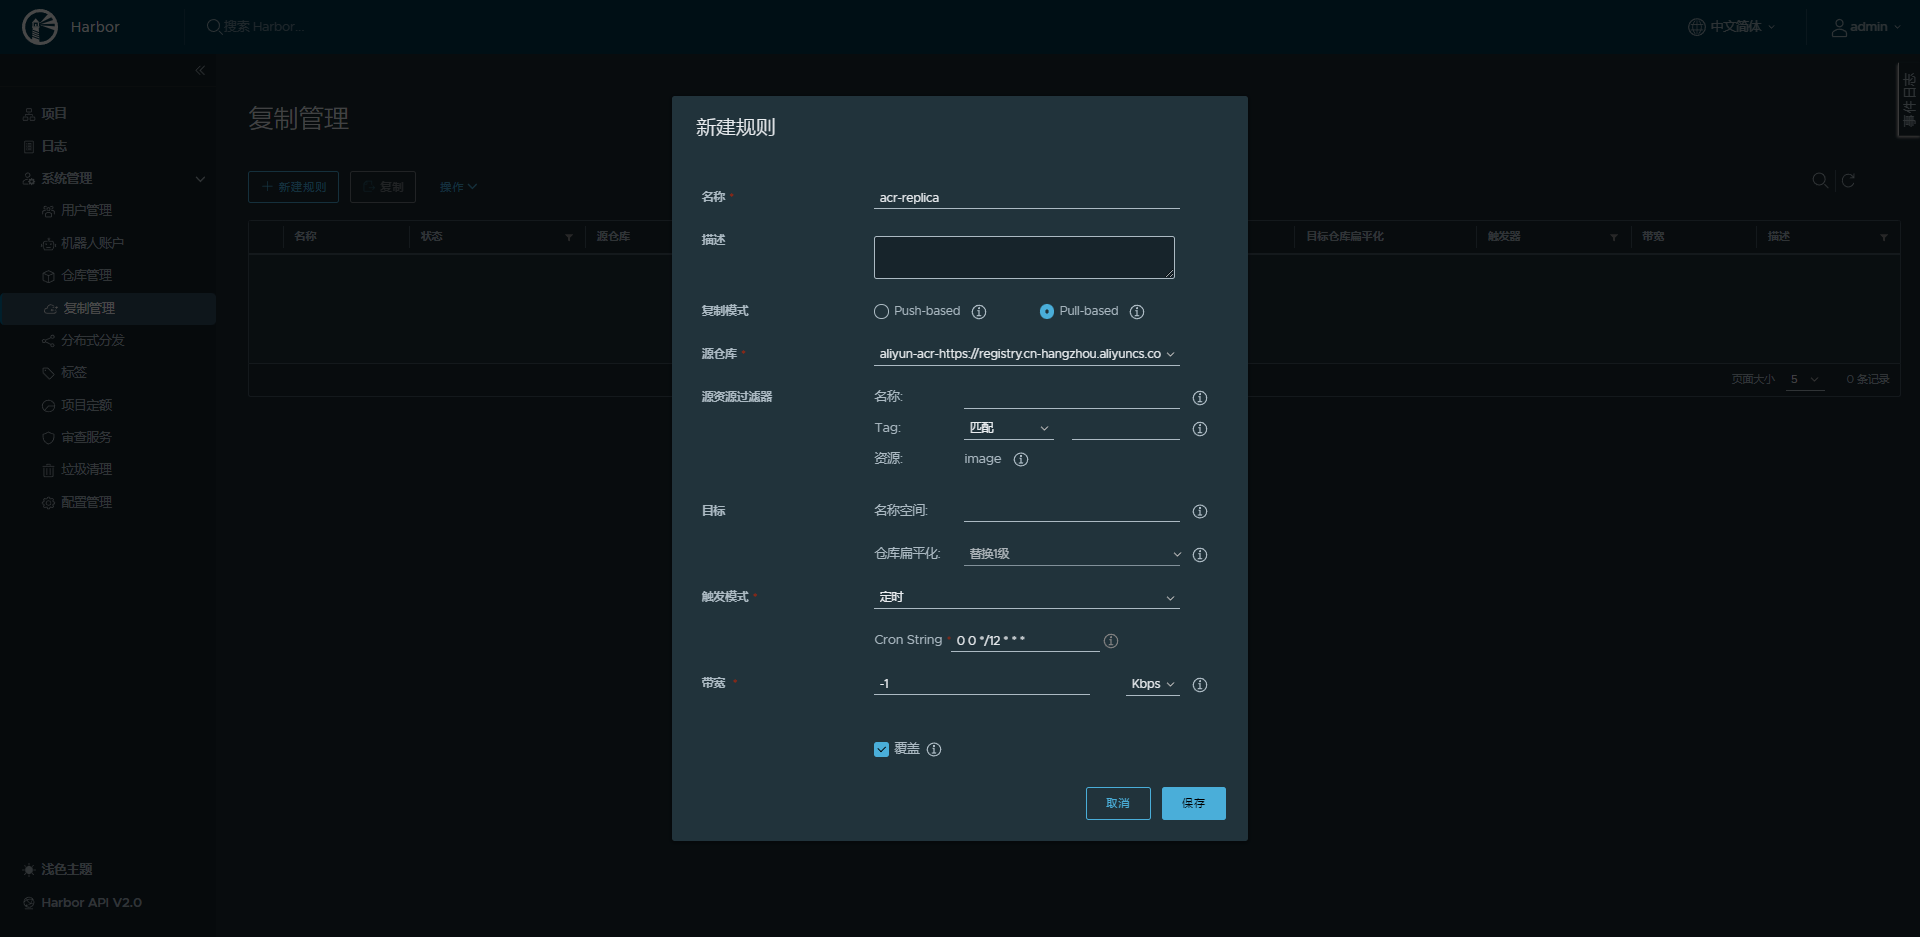 Harbor
搜索 Harbor...
中文简体
admin
事件日志
项目
日志
系统管理
用户管理
机器人账户
仓库管理
复制管理
分布式分发
标签
项目定额
审查服务
垃圾清理
配置管理
浅色主题
Harbor API V2.0
复制管理
新建规则
复制
操作
名称
状态
源仓库
目标仓库扁平化
触发器
带宽
描述
页面大小 5
0 条记录
新建规则
名称 *
acr-replica
描述
复制模式
Push-based
Pull-based
源仓库 *
aliyun-acr-https://registry.cn-hangzhou.aliyuncs.co
源资源过滤器
名称:
Tag:
匹配
资源:
image
目标
名称空间:
仓库扁平化:
替换1级
触发模式 *
定时
Cron String * 0 0 */12 * * *
带宽 *
-1
Kbps
覆盖
取消
保存